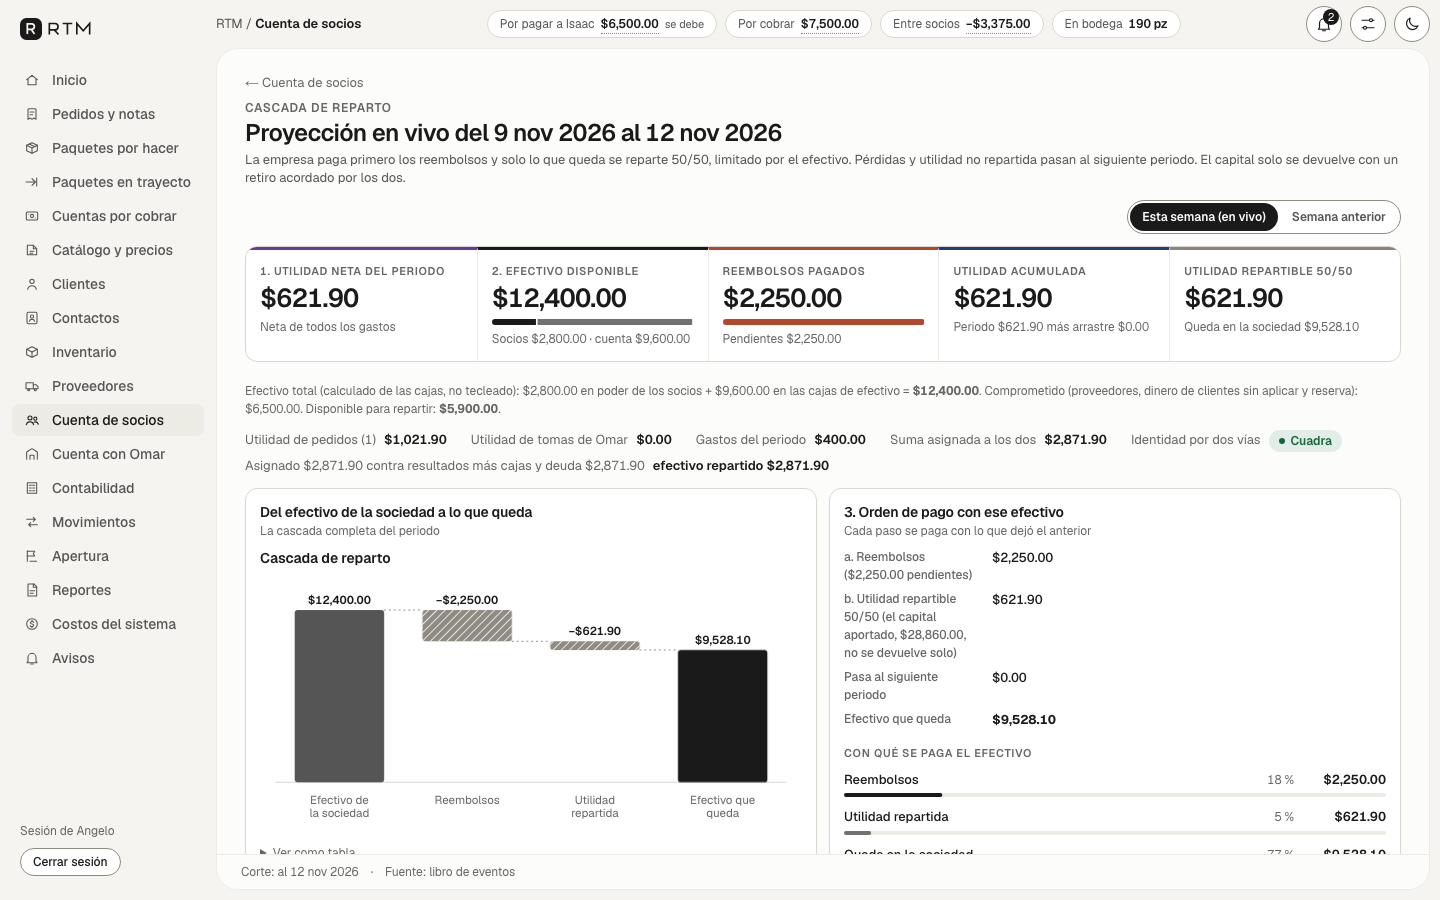 R RTM
RTM / Cuenta de socios
Por pagar a Isaac $6,500.00 se debe
Por cobrar $7,500.00
Entre socios −$3,375.00
En bodega 190 pz
2
Inicio
Pedidos y notas
Paquetes por hacer
Paquetes en trayecto
Cuentas por cobrar
Catálogo y precios
Clientes
Contactos
Inventario
Proveedores
Cuenta de socios
Cuenta con Omar
Contabilidad
Movimientos
Apertura
Reportes
Costos del sistema
Avisos
Sesión de Angelo
Cerrar sesión
← Cuenta de socios
CASCADA DE REPARTO
Proyección en vivo del 9 nov 2026 al 12 nov 2026
La empresa paga primero los reembolsos y solo lo que queda se reparte 50/50, limitado por el efectivo. Pérdidas y utilidad no repartida pasan al siguiente periodo. El capital solo se devuelve con un
retiro acordado por los dos.
Esta semana (en vivo) Semana anterior
1. UTILIDAD NETA DEL PERIODO
$621.90
Neta de todos los gastos
2. EFECTIVO DISPONIBLE
$12,400.00
Socios $2,800.00 · cuenta $9,600.00
REEMBOLSOS PAGADOS
$2,250.00
Pendientes $2,250.00
UTILIDAD ACUMULADA
$621.90
Periodo $621.90 más arrastre $0.00
UTILIDAD REPARTIBLE 50/50
$621.90
Queda en la sociedad $9,528.10
Efectivo total (calculado de las cajas, no tecleado): $2,800.00 en poder de los socios + $9,600.00 en las cajas de efectivo = $12,400.00. Comprometido (proveedores, dinero de clientes sin aplicar y reserva):
$6,500.00. Disponible para repartir: $5,900.00.
Utilidad de pedidos (1) $1,021.90 Utilidad de tomas de Omar $0.00 Gastos del periodo $400.00 Suma asignada a los dos $2,871.90 Identidad por dos vías Cuadra
Asignado $2,871.90 contra resultados más cajas y deuda $2,871.90 efectivo repartido $2,871.90
Del efectivo de la sociedad a lo que queda
La cascada completa del periodo
Cascada de reparto
$12,400.00
−$2,250.00
−$621.90
$9,528.10
Efectivo de
la sociedad
Reembolsos
Utilidad
repartida
Efectivo que
queda
▶ Ver como tabla
3. Orden de pago con ese efectivo
Cada paso se paga con lo que dejó el anterior
a. Reembolsos $2,250.00
($2,250.00 pendientes)
b. Utilidad repartible $621.90
50/50 (el capital
aportado, $28,860.00,
no se devuelve solo)
Pasa al siguiente $0.00
periodo
Efectivo que queda $9,528.10
CON QUÉ SE PAGA EL EFECTIVO
Reembolsos 18 % $2,250.00
Utilidad repartida 5 % $621.90
Queda en la sociedad 77 % $9,528.10
Corte: al 12 nov 2026 · Fuente: libro de eventos